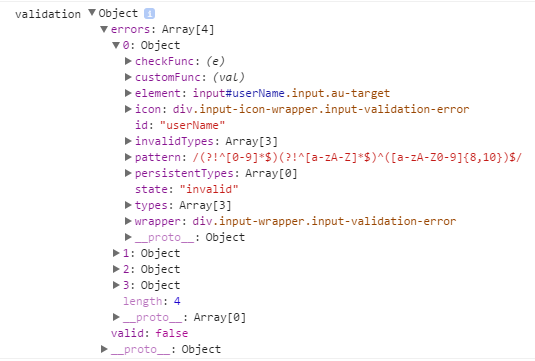 validation ▼Object i
▼errors: Array[4]
▼0: Object
▶checkFunc: (e)
▶customFunc: (val)
▶element: input#userName.input.au-target
▶icon: div.input-icon-wrapper.input-validation-error
id: "userName"
▶invalidTypes: Array[3]
▶pattern: /(?!^[0-9]*$)(?!^[a-zA-Z]*$)^([a-zA-Z0-9]{8,10})$/
▶persistentTypes: Array[0]
state: "invalid"
▶types: Array[3]
▶wrapper: div.input-wrapper.input-validation-error
▶__proto__: Object
▶1: Object
▶2: Object
▶3: Object
length: 4
▶__proto__: Array[0]
valid: false
▶__proto__: Object